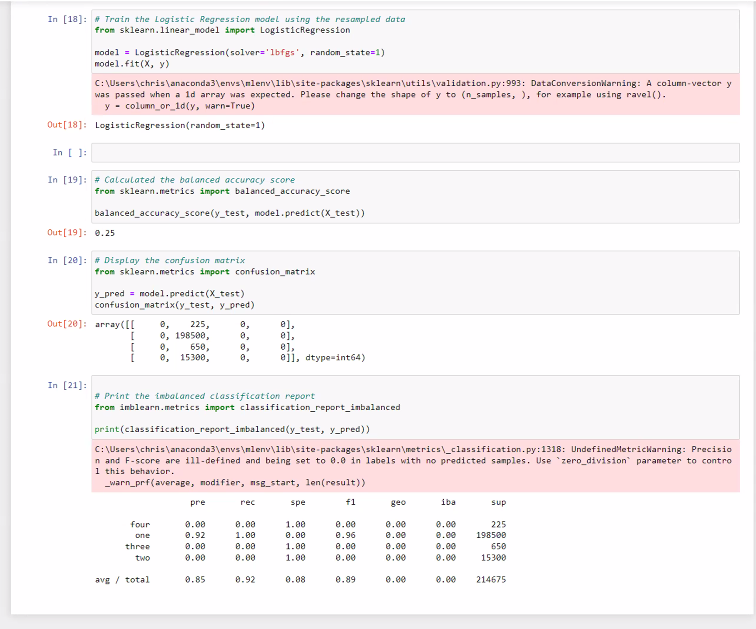 In [18]: # Train the Logistic Regression model using the resampled data
from sklearn.linear_model import LogisticRegression
model = LogisticRegression(solver='lbfgs', random_state=1)
model.fit(X, y)
C:\Users\chris\anaconda3\envs\mlenv\lib\site-packages\sklearn\utils\validation.py:993: DataConversionWarning: A column-vector y
was passed when a 1d array was expected. Please change the shape of y to (n_samples, ), for example using ravel().
y = column_or_1d(y, warn=True)
Out[18]: LogisticRegression(random_state=1)
In [ ]:
In [19]: # Calculated the balanced accuracy score
from sklearn.metrics import balanced_accuracy_score
balanced_accuracy_score(y_test, model.predict(X_test))
Out[19]: 0.25
In [20]: # Display the confusion matrix
from sklearn.metrics import confusion_matrix
y_pred = model.predict(X_test)
confusion_matrix(y_test, y_pred)
Out[20]: array([[ 0, 225, 0, 0],
[ 0, 198500, 0, 0],
[ 0, 650, 0, 0],
[ 0, 15300, 0, 0]], dtype=int64)
In [21]:
# Print the imbalanced classification report
from imblearn.metrics import classification_report_imbalanced
print(classification_report_imbalanced(y_test, y_pred))
C:\Users\chris\anaconda3\envs\mlenv\lib\site-packages\sklearn\metrics\_classification.py:1318: UndefinedMetricWarning: Precisio
n and F-score are ill-defined and being set to 0.0 in labels with no predicted samples. Use `zero_division` parameter to contro
l this behavior.
_warn_prf(average, modifier, msg_start, len(result))
pre rec spe f1 geo iba sup
four 0.00 0.00 1.00 0.00 0.00 0.00 225
one 0.92 1.00 0.00 0.96 0.00 0.00 198500
three 0.00 0.00 1.00 0.00 0.00 0.00 650
two 0.00 0.00 1.00 0.00 0.00 0.00 15300
avg / total 0.85 0.92 0.08 0.89 0.00 0.00 214675